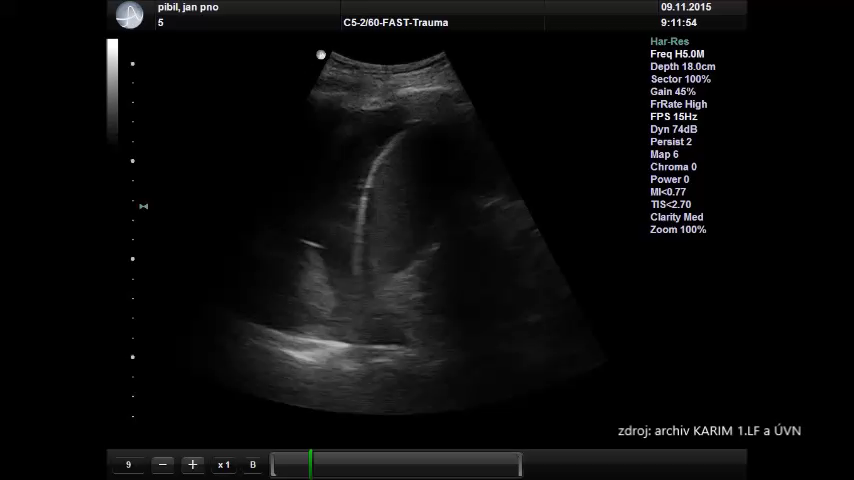 pibil, jan pno
09.11.2015
5
C5-2/60-FAST-Trauma
9:11:54
Har-Res
Freq H5.0M
Depth 18.0cm
Sector 100%
Gain 45%
FrRate High
FPS 15Hz
Dyn 74dB
Persist 2
Map 6
Chroma 0
Power 0
MI<0.77
TIS<2.70
Clarity Med
Zoom 100%
zdroj: archiv KARIM 1.LF a ÚVN
9
x 1
B